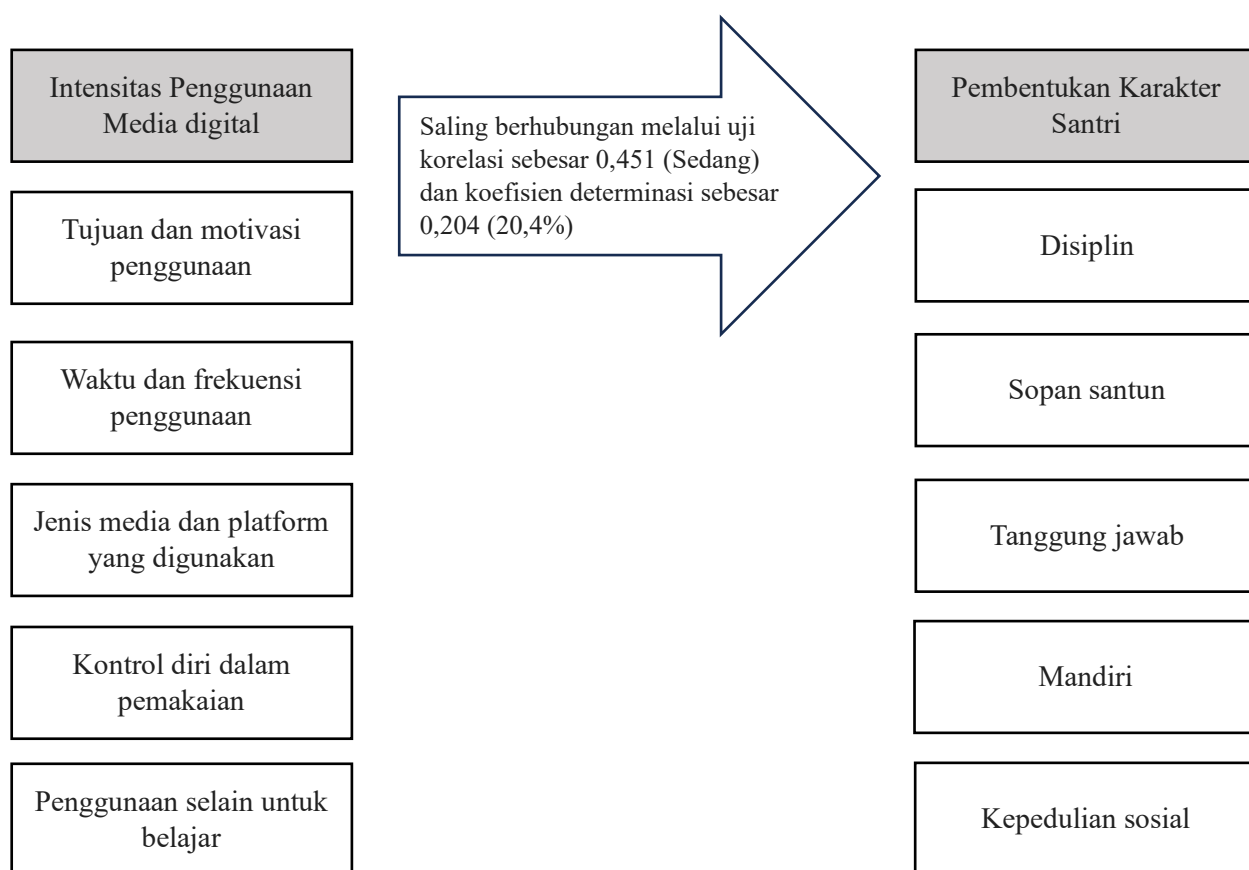 Intensitas Penggunaan
Media digital
Tujuan dan motivasi
penggunaan
Waktu dan frekuensi
penggunaan
Jenis media dan platform
yang digunakan
Kontrol diri dalam
pemakaian
Penggunaan selain untuk
belajar
Saling berhubungan melalui uji
korelasi sebesar 0,451 (Sedang)
dan koefisien determinasi sebesar
0,204 (20,4%)
Pembentukan Karakter
Santri
Disiplin
Sopan santun
Tanggung jawab
Mandiri
Kepedulian sosial